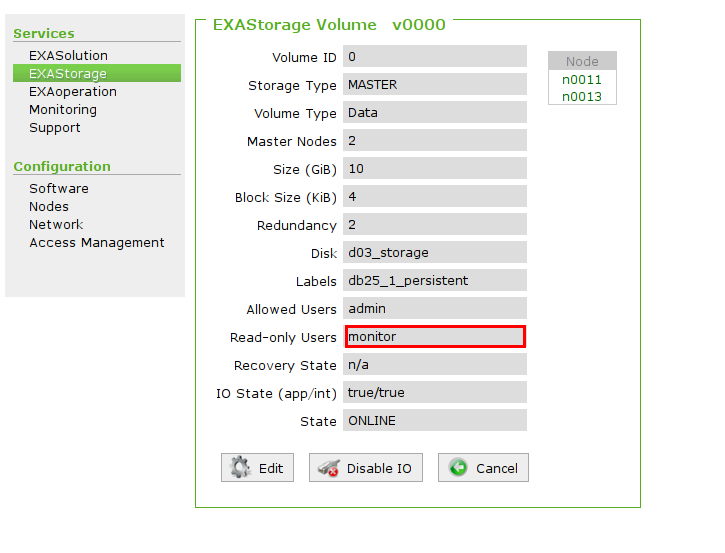 Services
EXASolution
EXAStorage
EXAoperation
Monitoring
Support
Configuration
Software
Nodes
Network
Access Management
EXAStorage Volume v0000
Volume ID 0
Storage Type MASTER
Volume Type Data
Master Nodes 2
Size (GiB) 10
Block Size (KiB) 4
Redundancy 2
Disk d03_storage
Labels db25_1_persistent
Allowed Users admin
Read-only Users monitor
Recovery State n/a
IO State (app/int) true/true
State ONLINE
Edit Disable IO Cancel
Node
n0011
n0013